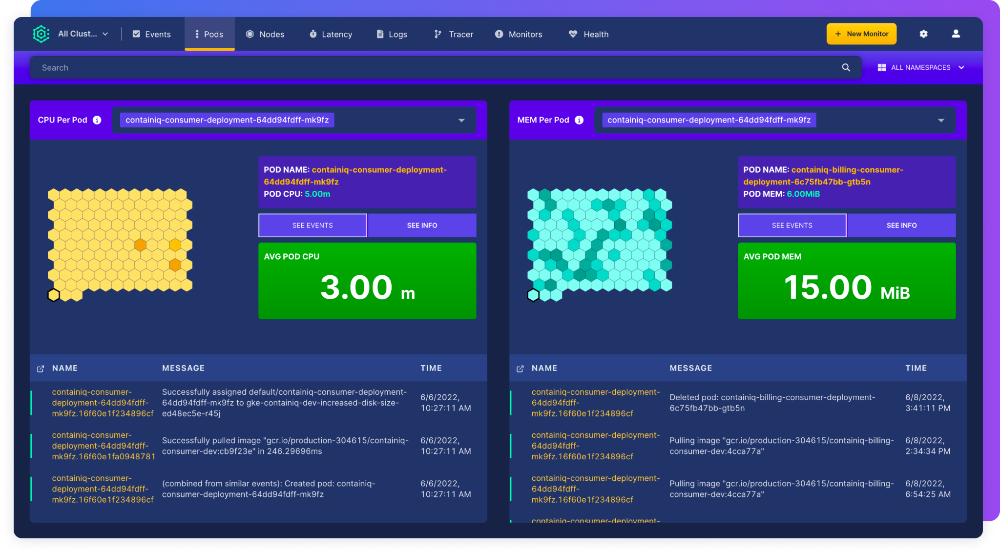 All Clust...
Events
Pods
Nodes
Latency
Logs
Tracer
Monitors
Health
+ New Monitor
Search
ALL NAMESPACES
CPU Per Pod
containiq-consumer-deployment-64dd94fdff-mk9fz
POD NAME: containiq-consumer-deployment-
64dd94fdff-mk9fz
POD CPU: 5.00m
SEE EVENTS
SEE INFO
AVG POD CPU
3.00 m
NAME
MESSAGE
TIME
containiq-consumer-
deployment-64dd94fdff-
mk9fz.16f60e1f234896cf
Successfully assigned default/containiq-consumer-deployment-
64dd94fdff-mk9fz to gke-containiq-dev-increased-disk-size-
ed48ec5e-r45j
6/6/2022,
10:27:11 AM
containiq-consumer-
deployment-64dd94fdff-
mk9fz.16f60e1fa0948781
Successfully pulled image "gcr.io/production-304615/containiq-
consumer-dev:cb9f23e" in 246.29696ms
6/6/2022,
10:27:11 AM
containiq-consumer-
deployment-64dd94fdff-
mk9fz.16f60e1f234896cf
(combined from similar events): Created pod: containiq-
consumer-deployment-64dd94fdff-mk9fz
6/6/2022,
10:27:11 AM
MEM Per Pod
containiq-consumer-deployment-64dd94fdff-mk9fz
POD NAME: containiq-billing-consumer-
deployment-6c75fb47bb-gtb5n
POD MEM: 6.00MiB
SEE EVENTS
SEE INFO
AVG POD MEM
15.00 MiB
NAME
MESSAGE
TIME
containiq-consumer-deployment-
64dd94fdff-
mk9fz.16f60e1f234896cf
Deleted pod: containiq-billing-consumer-deployment-
6c75fb47bb-gtb5n
6/8/2022,
3:41:11 PM
containiq-consumer-deployment-
64dd94fdff-
mk9fz.16f60e1f234896cf
Pulling image "gcr.io/production-304615/containiq-billing-
consumer-dev:4cca77a"
6/8/2022,
2:34:34 PM
containiq-consumer-deployment-
64dd94fdff-
mk9fz.16f60e1f234896cf
Pulling image "gcr.io/production-304615/containiq-billing-
consumer-dev:4cca77a"
6/8/2022,
6:54:25 AM
containiq-consumer-deployment-